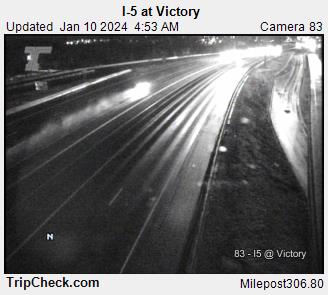 I-5 at Victory
Updated Jan 10 2024 4:53 AM Camera 83
T
N
83 - I5 @ Victory
TripCheck.com Milepost306.80